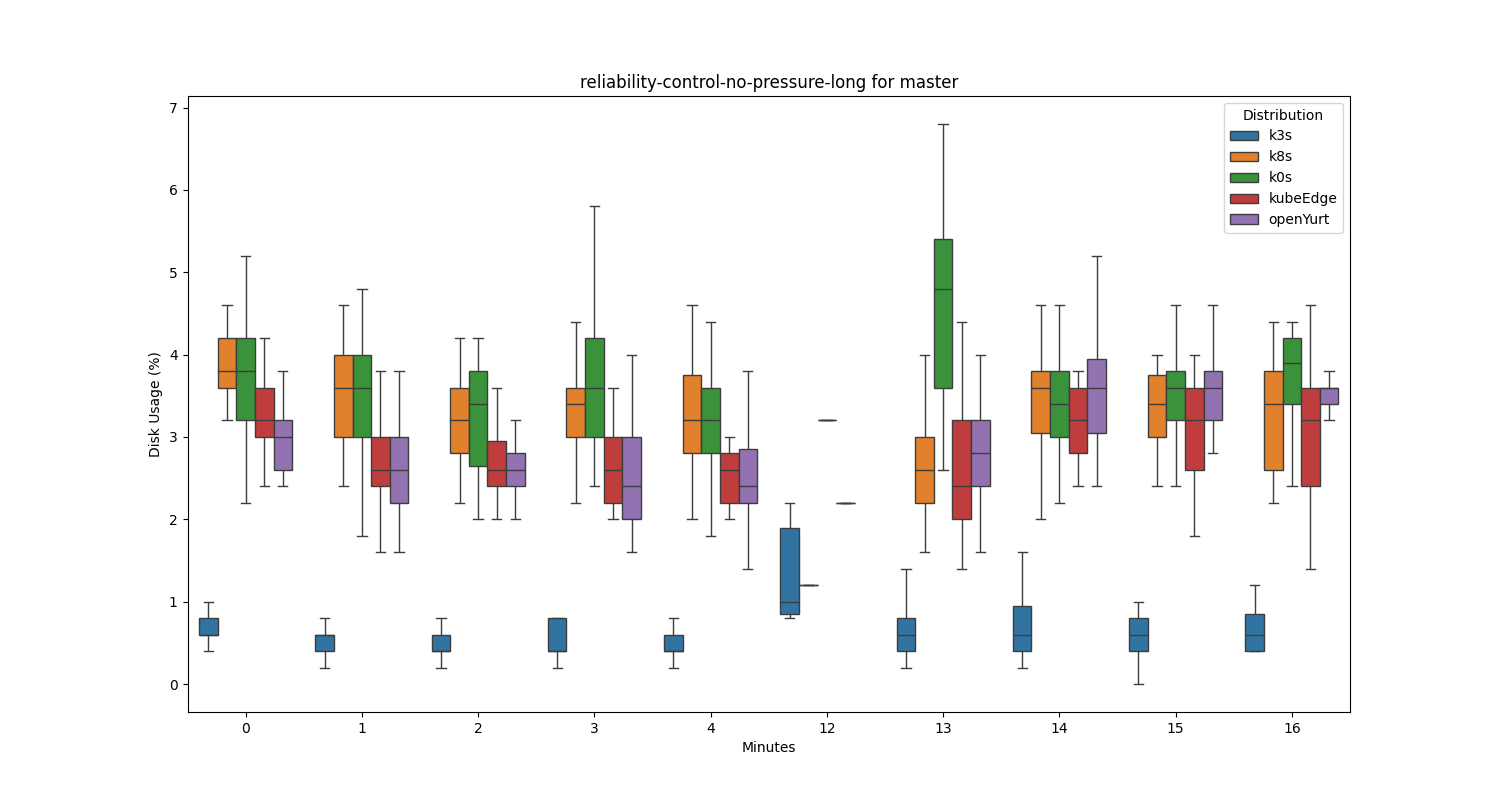 reliability-control-no-pressure-long for master
Distribution
k3s
k8s
k0s
kubeEdge
openYurt
Disk Usage (%)
7
6
5
4
3
2
1
0
0 1 2 3 4 12 13 14 15 16
Minutes